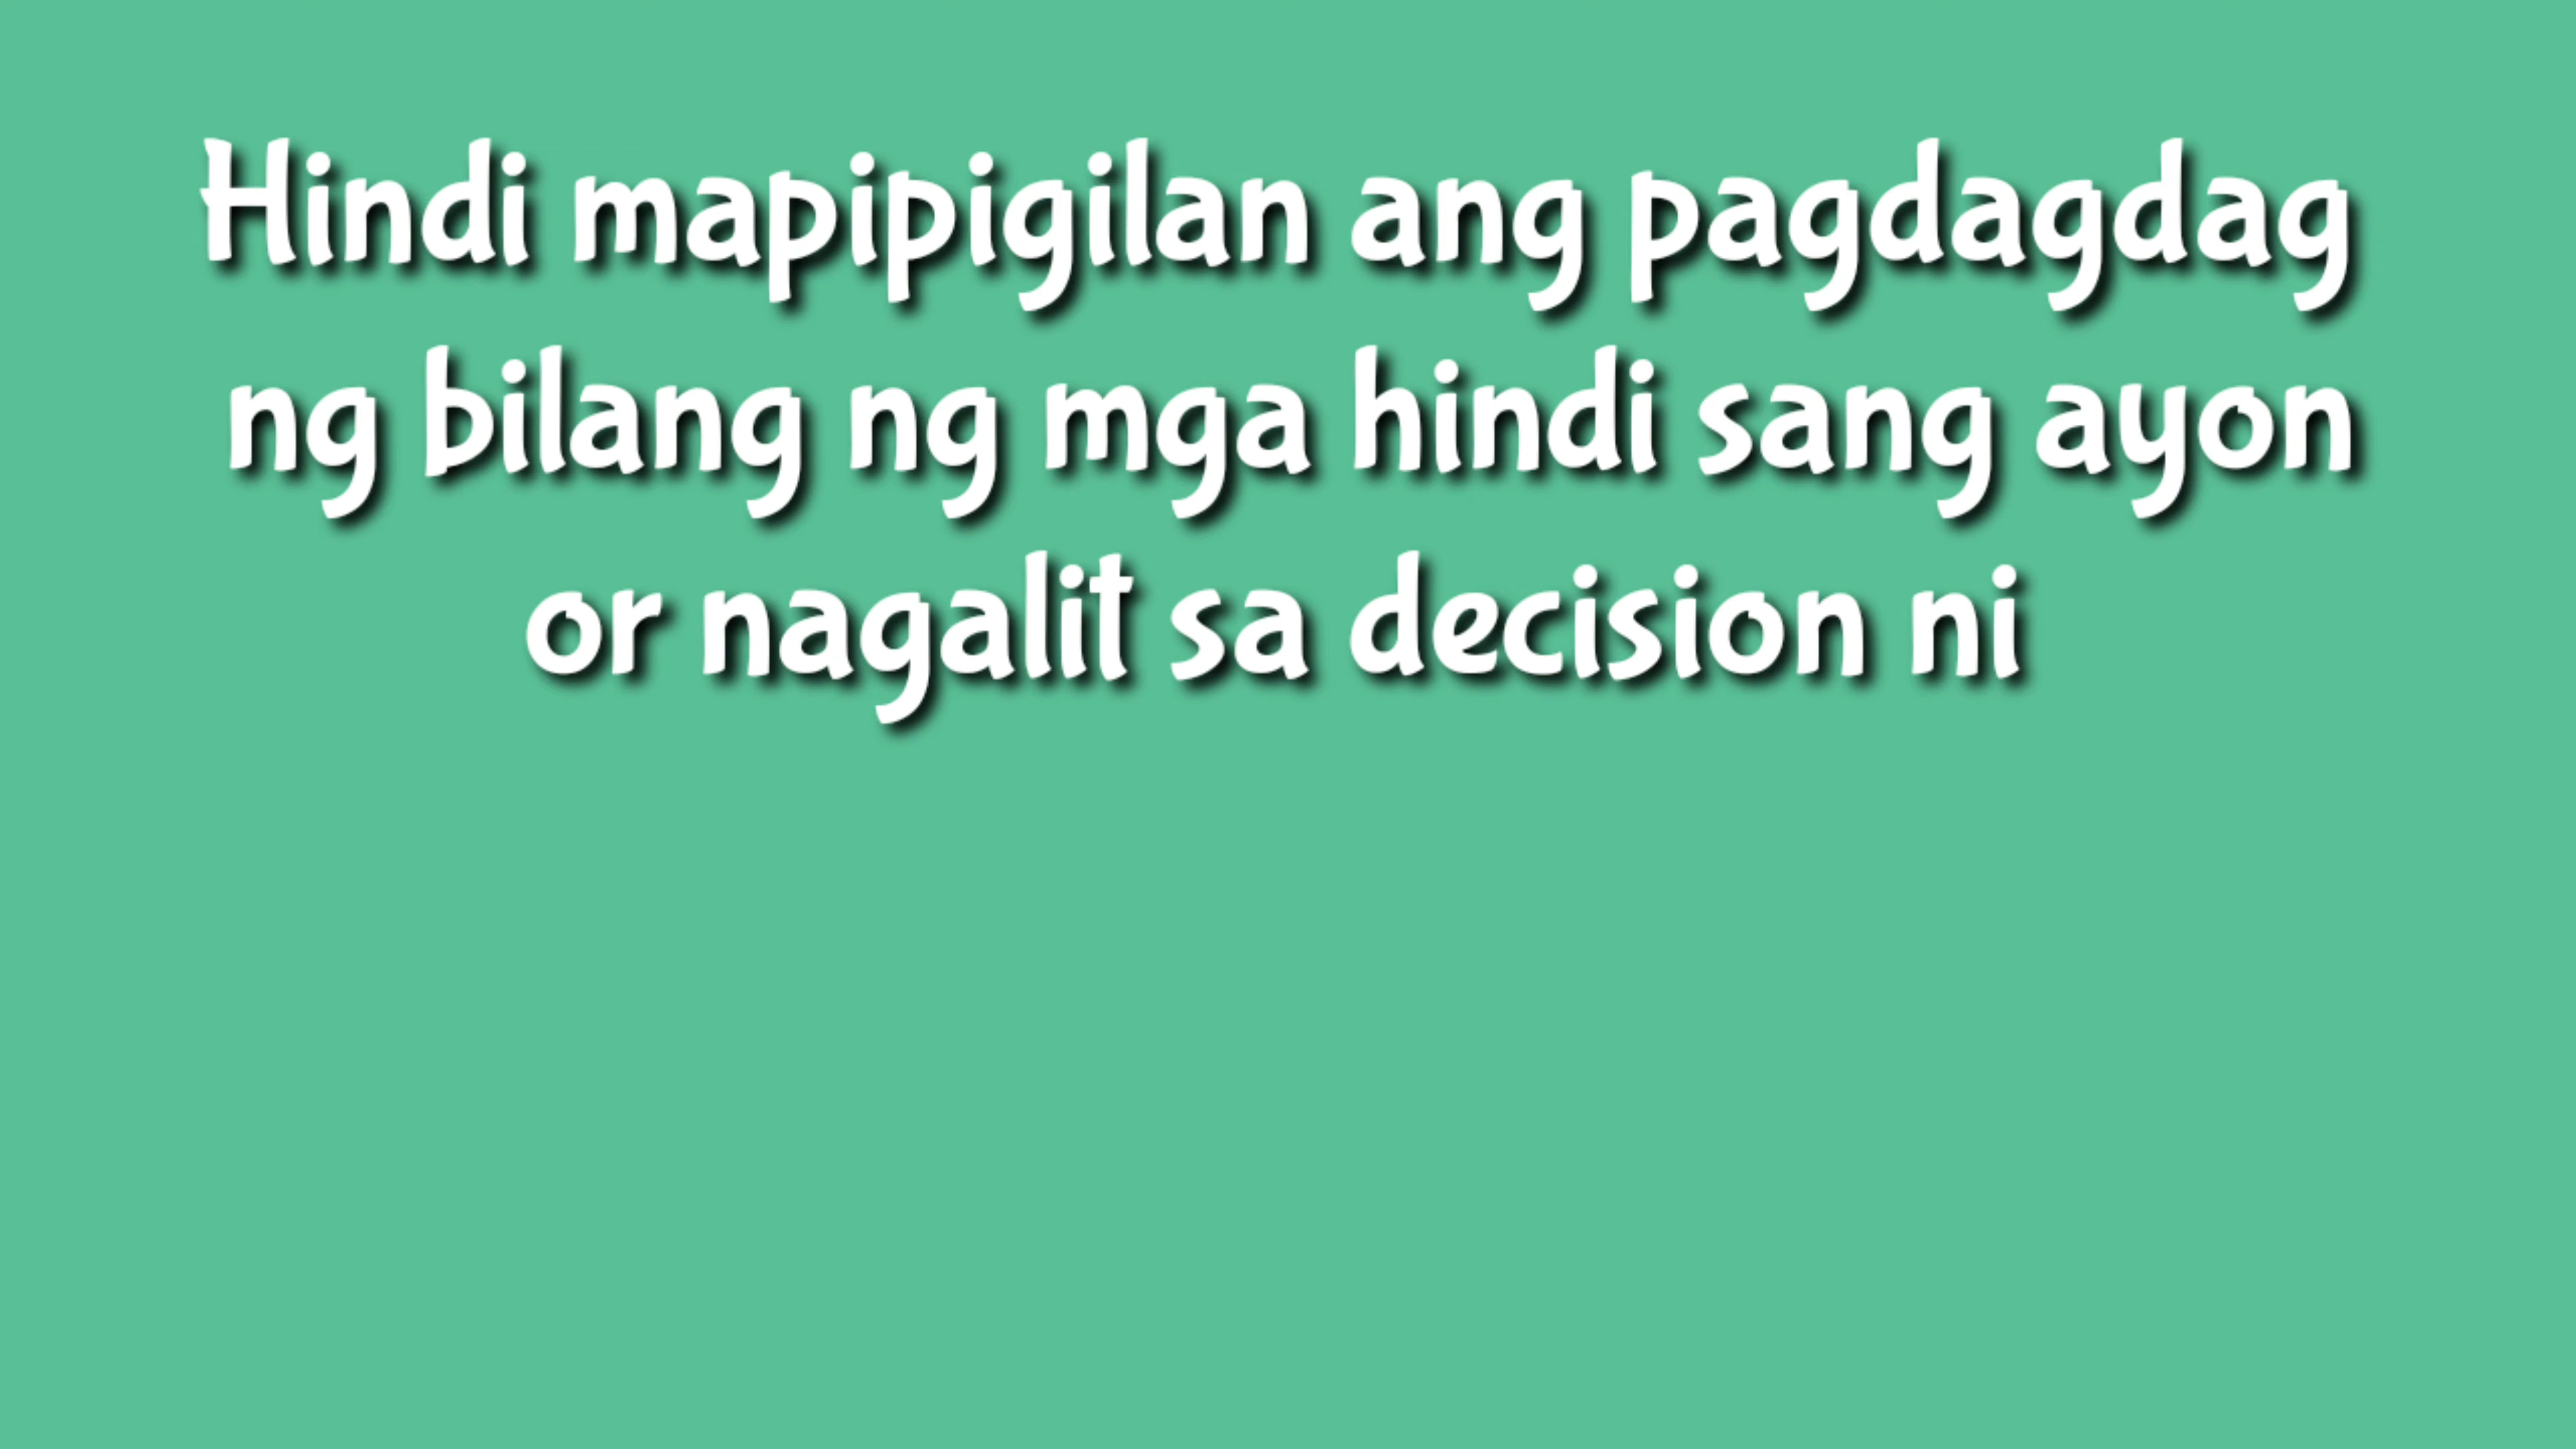 Hindi mapipigilan ang pagdagdag
ng bilang ng mga hindi sang ayon
or nagalit sa decision ni